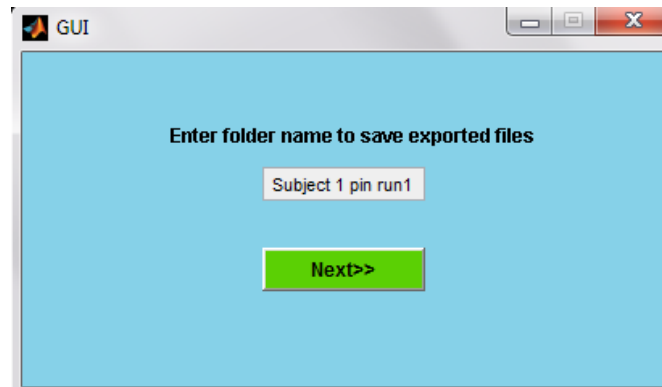 GUI
Enter folder name to save exported files
Subject 1 pin run1
Next>>